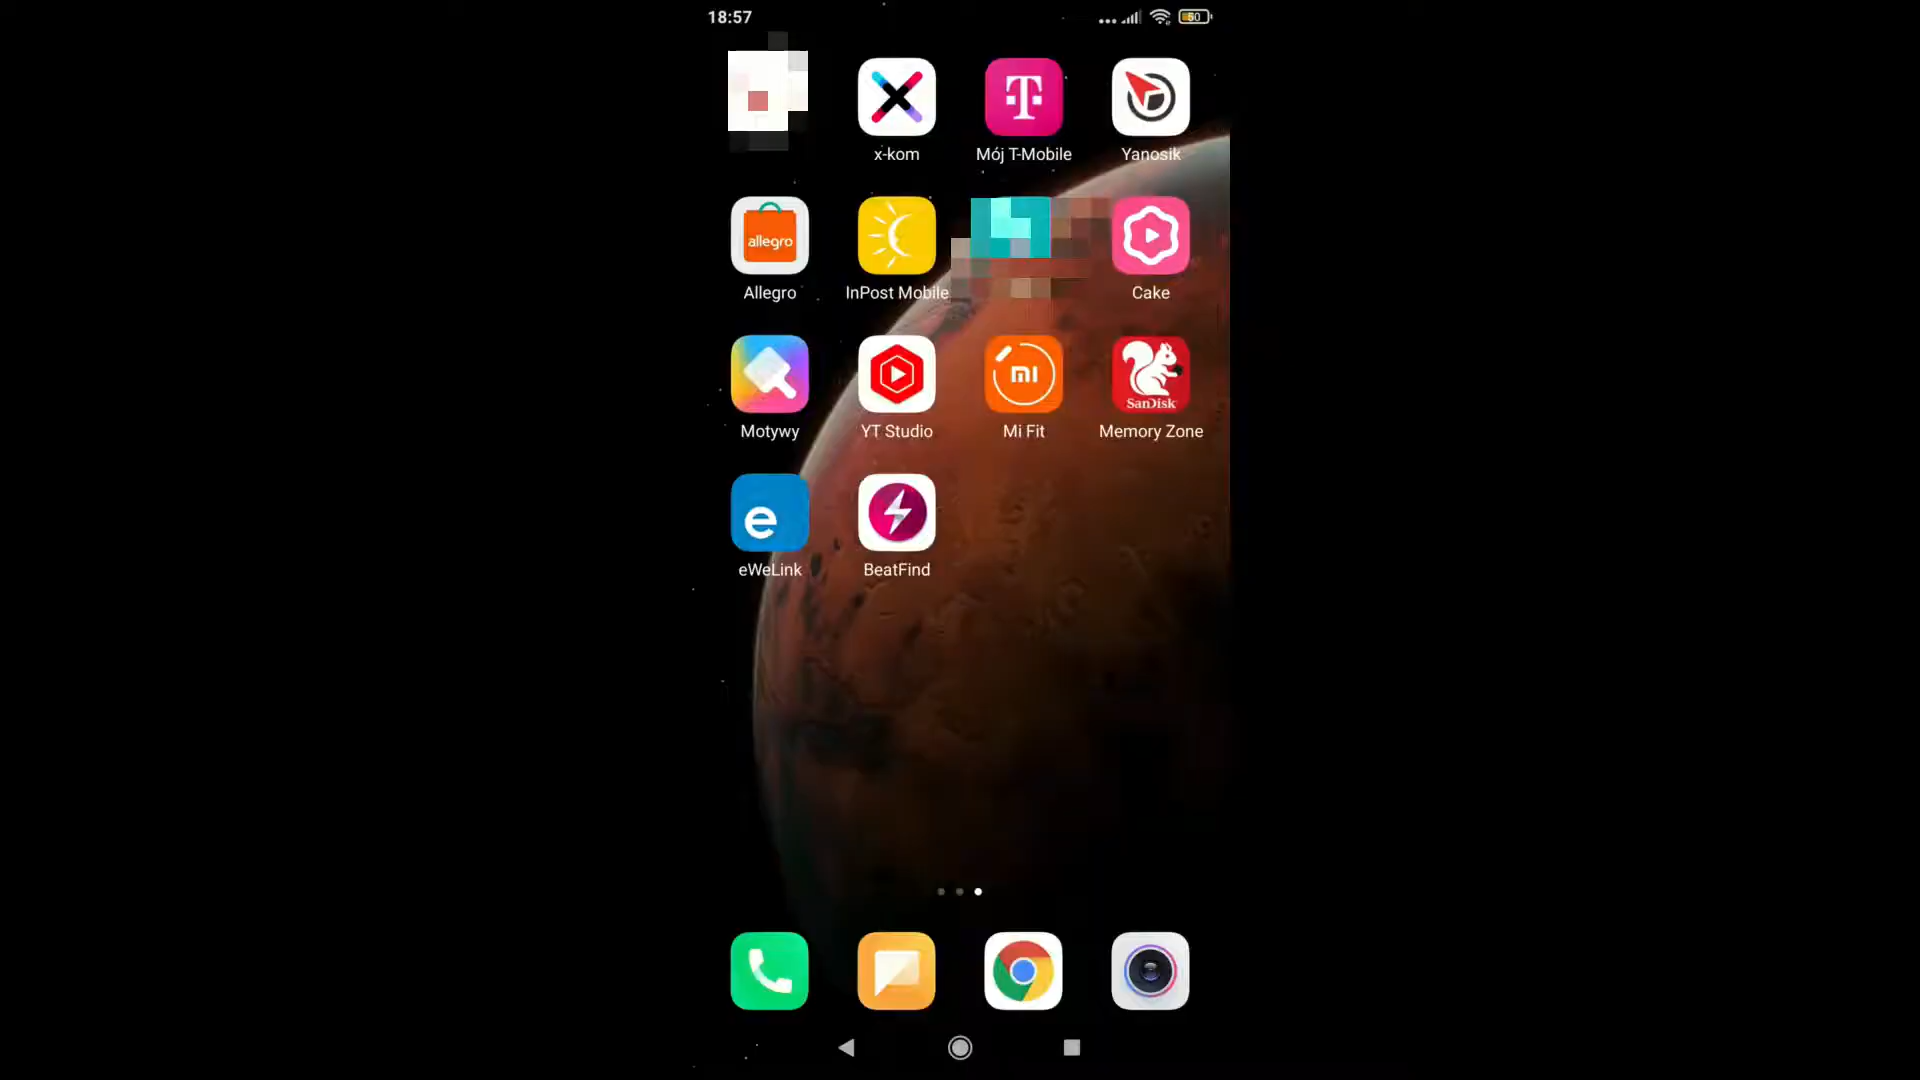 18:57
50
x-kom
Mój T-Mobile
Yanosik
allegro
Allegro
InPost Mobile
Cake
SanDisk
Motywy
YT Studio
Mi Fit
Memory Zone
eWeLink
BeatFind